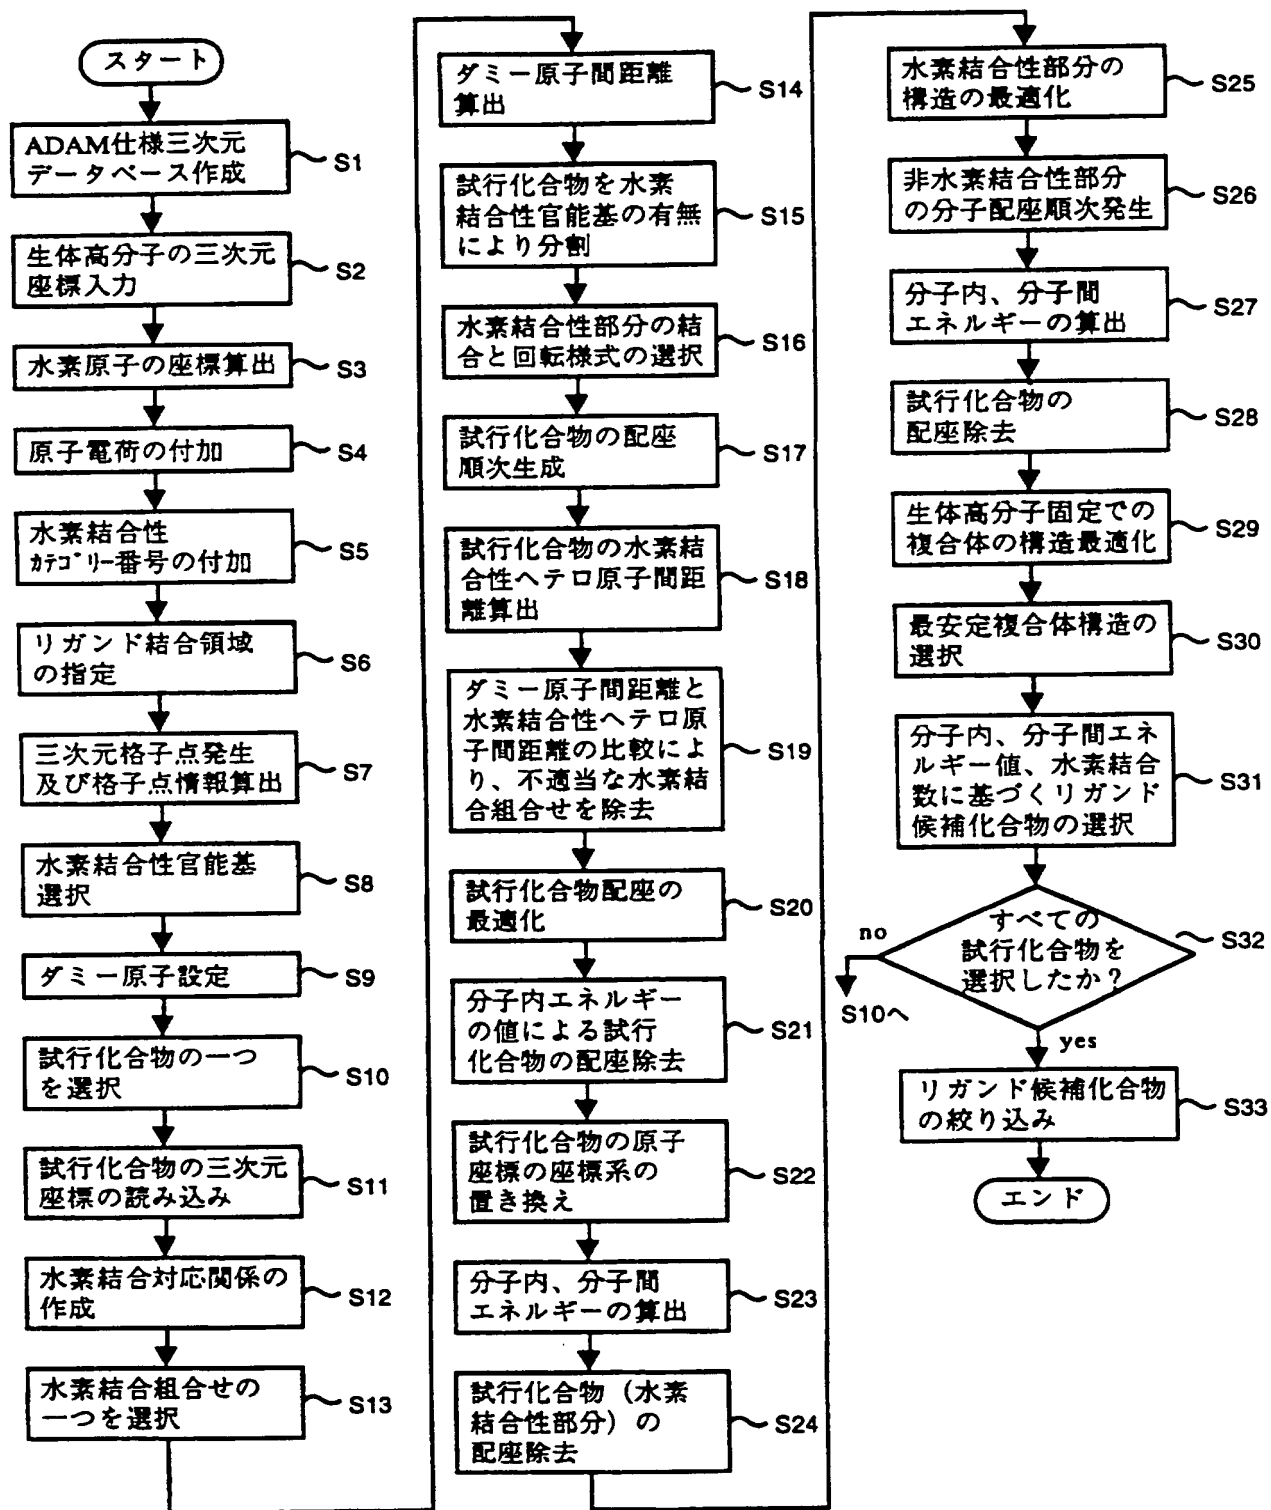 スタート
ADAM仕様三次元
データベース作成
S1
生体高分子の三次元
座標入力
S2
水素原子の座標算出
S3
原子電荷の付加
S4
水素結合性
ｶﾃｺﾞﾘｰ番号の付加
S5
リガンド結合領域
の指定
S6
三次元格子点発生
及び格子点情報算出
S7
水素結合性官能基
選択
S8
ダミー原子設定
S9
試行化合物の一つ
を選択
S10
試行化合物の三次元
座標の読み込み
S11
水素結合対応関係の
作成
S12
水素結合組合せの
一つを選択
S13
ダミー原子間距離
算出
S14
試行化合物を水素
結合性官能基の有無
により分割
S15
水素結合性部分の結
合と回転様式の選択
S16
試行化合物の配座
順次生成
S17
試行化合物の水素結
合性ヘテロ原子間距
離算出
S18
ダミー原子間距離と
水素結合性ヘテロ原
子間距離の比較によ
り、不適当な水素結
合組合せを除去
S19
試行化合物配座の
最適化
S20
分子内エネルギー
の値による試行
化合物の配座除去
S21
試行化合物の原子
座標の座標系の
置き換え
S22
分子内、分子間
エネルギーの算出
S23
試行化合物（水素
結合性部分）の
配座除去
S24
水素結合性部分の
構造の最適化
S25
非水素結合性部分
の分子配座順次発生
S26
分子内、分子間
エネルギーの算出
S27
試行化合物の
配座除去
S28
生体高分子固定での
複合体の構造最適化
S29
最安定複合体構造の
選択
S30
分子内、分子間エネ
ルギー値、水素結合
数に基づくリガンド
候補化合物の選択
S31
すべての
試行化合物を
選択したか？
S32
no
S10へ
yes
リガンド候補化合物
の絞り込み
S33
エンド